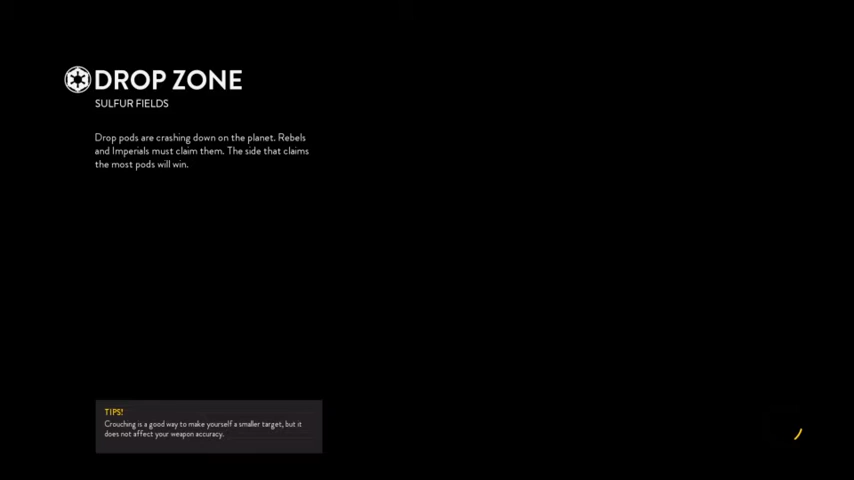 DROP ZONE
SULFUR FIELDS
Drop pods are crashing down on the planet. Rebels
and Imperials must claim them. The side that claims
the most pods will win.
TIPS!
Crouching is a good way to make yourself a smaller target, but it
does not affect your weapon accuracy.